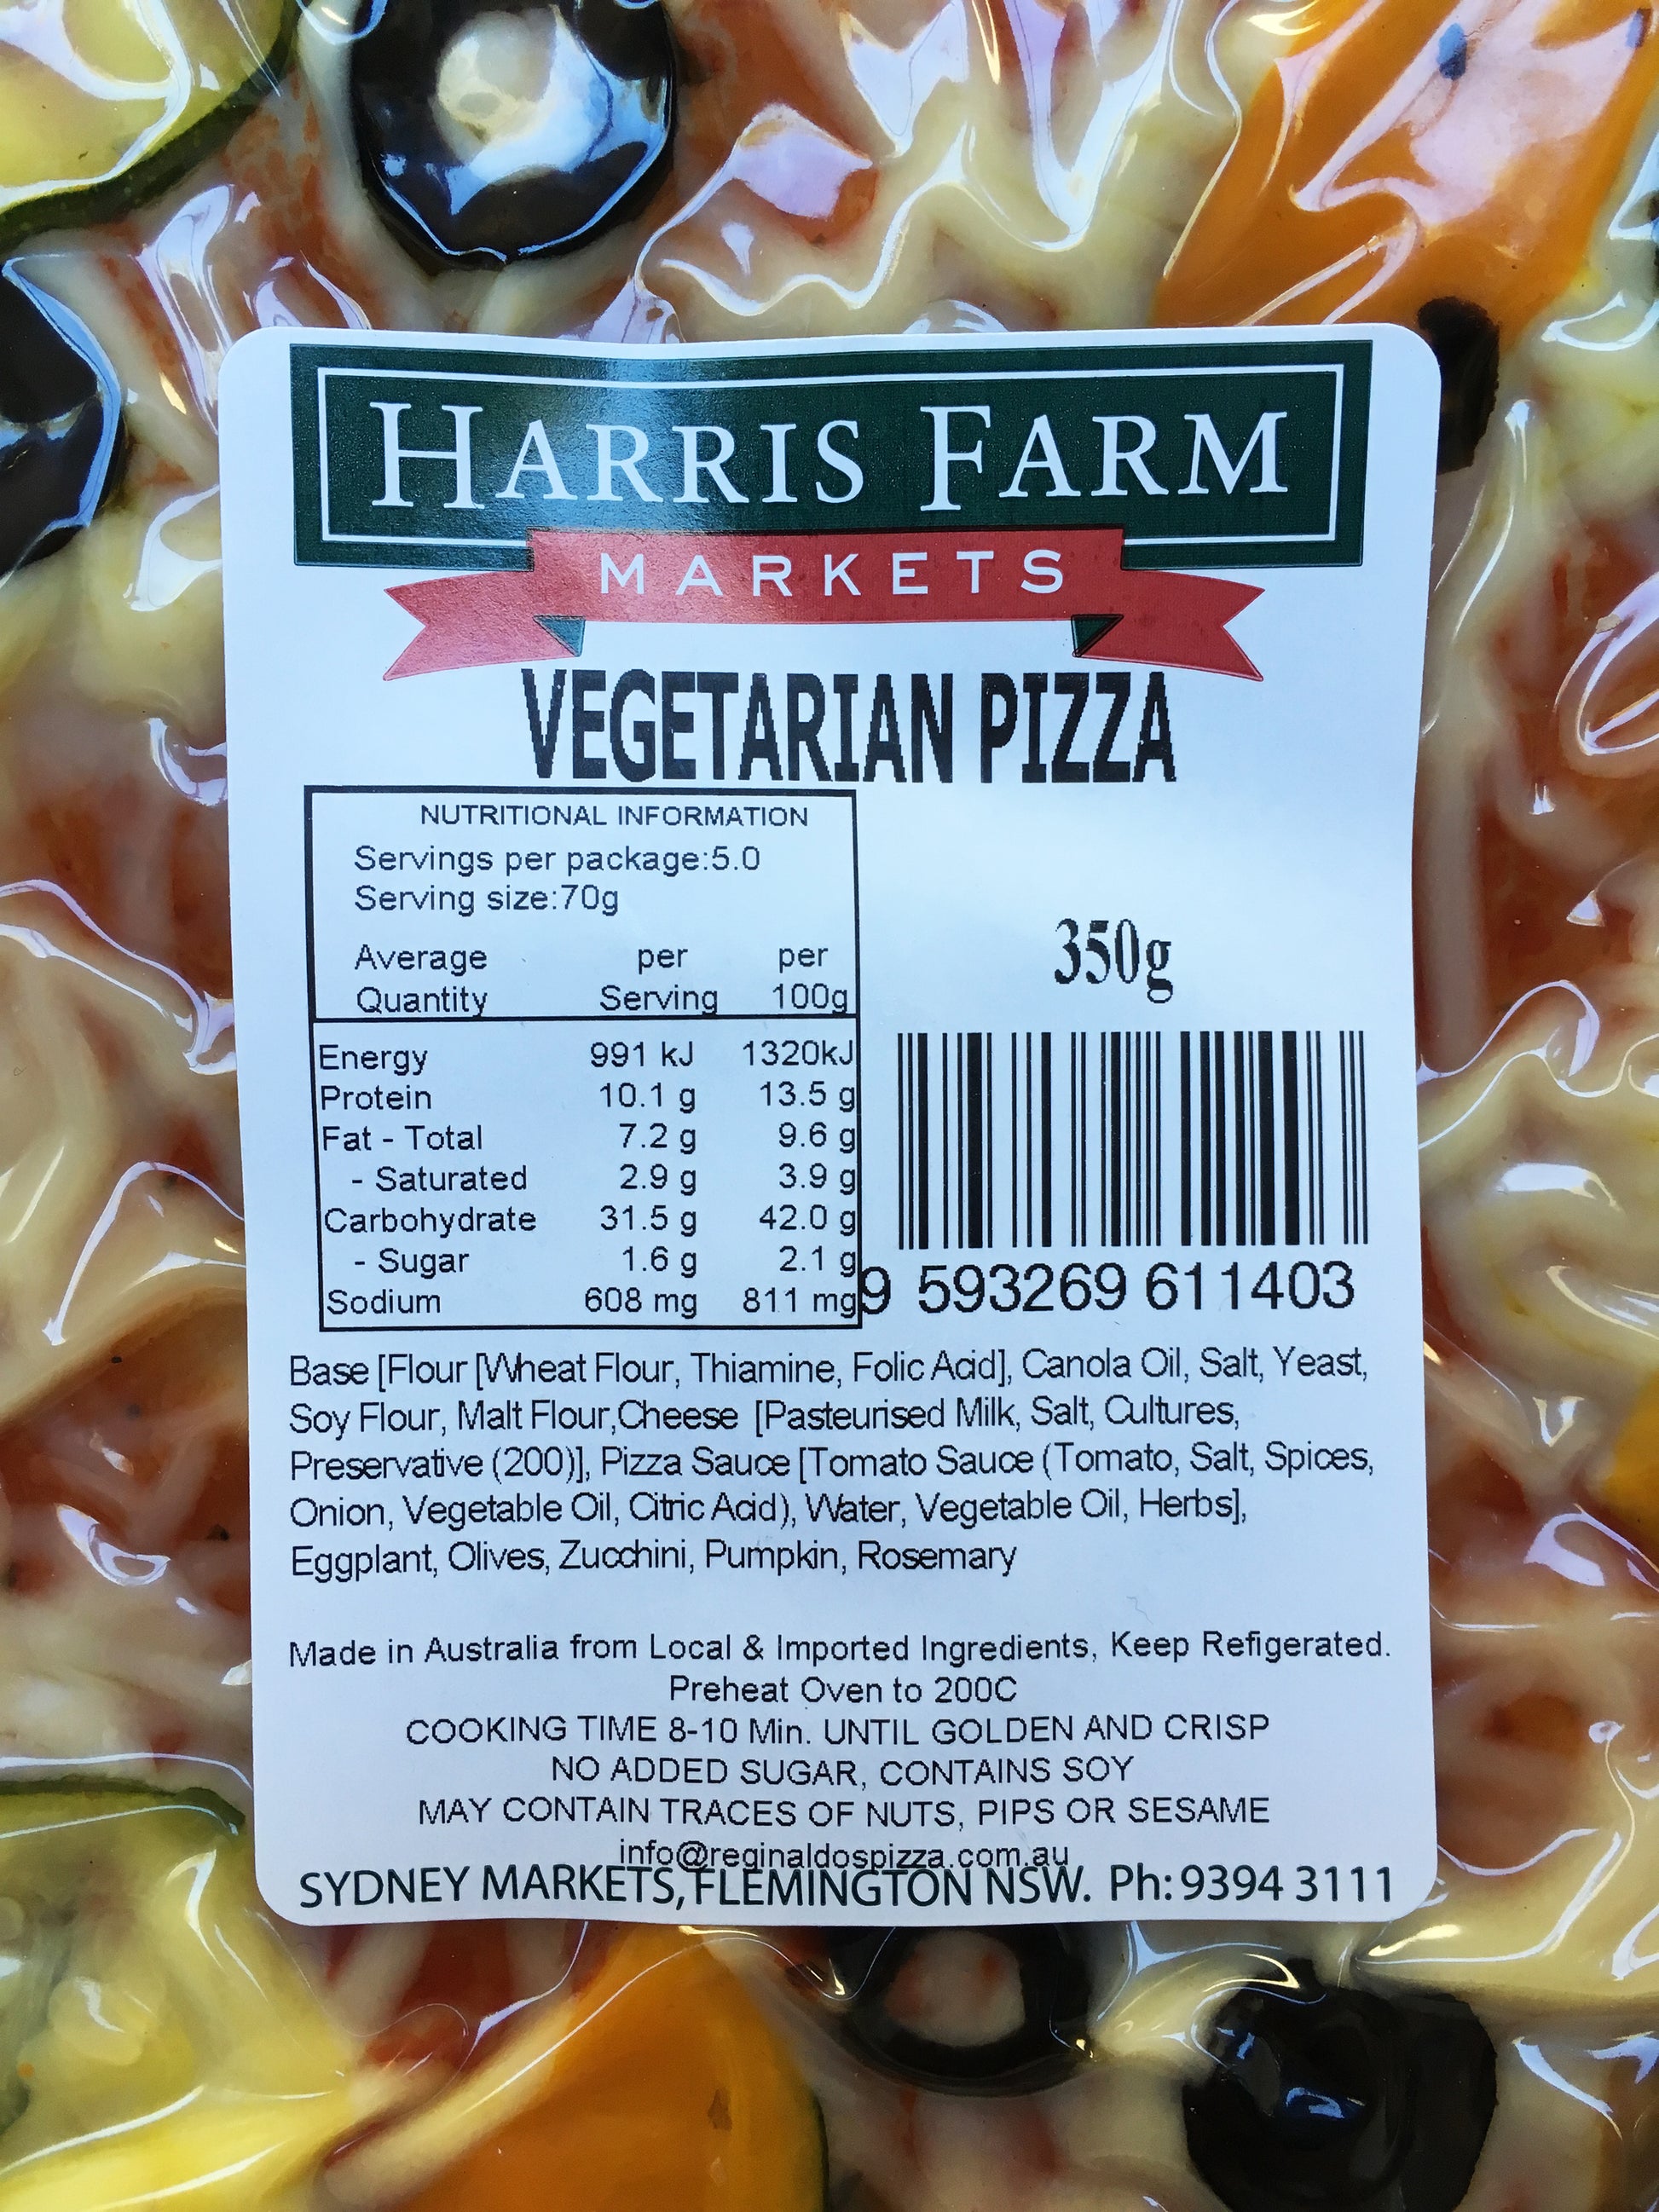 HARRIS FARM
MARKETS
VEGETARIAN PIZZA
NUTRITIONAL INFORMATION
Servings per package:5.0
Serving size:70g
Average per per
Quantity Serving 100g
Energy 991 kJ 1320kJ
Protein 10.1 g 13.5 g
Fat - Total 7.2 g 9.6 g
- Saturated 2.9 g 3.9 g
Carbohydrate 31.5 g 42.0 g
- Sugar 1.6 g 2.1 g
Sodium 608 mg 811 mg
350g
9 593269 611403
Base [Flour [Wheat Flour, Thiamine, Folic Acid], Canola Oil, Salt, Yeast,
Soy Flour, Malt Flour,Cheese [Pasteurised Milk, Salt, Cultures,
Preservative (200)], Pizza Sauce [Tomato Sauce (Tomato, Salt, Spices,
Onion, Vegetable Oil, Citric Acid), Water, Vegetable Oil, Herbs],
Eggplant, Olives, Zucchini, Pumpkin, Rosemary
Made in Australia from Local & Imported Ingredients, Keep Refigerated.
Preheat Oven to 200C
COOKING TIME 8-10 Min. UNTIL GOLDEN AND CRISP
NO ADDED SUGAR, CONTAINS SOY
MAY CONTAIN TRACES OF NUTS, PIPS OR SESAME
info@reginaldospizza.com.au
SYDNEY MARKETS, FLEMINGTON NSW. Ph: 9394 3111